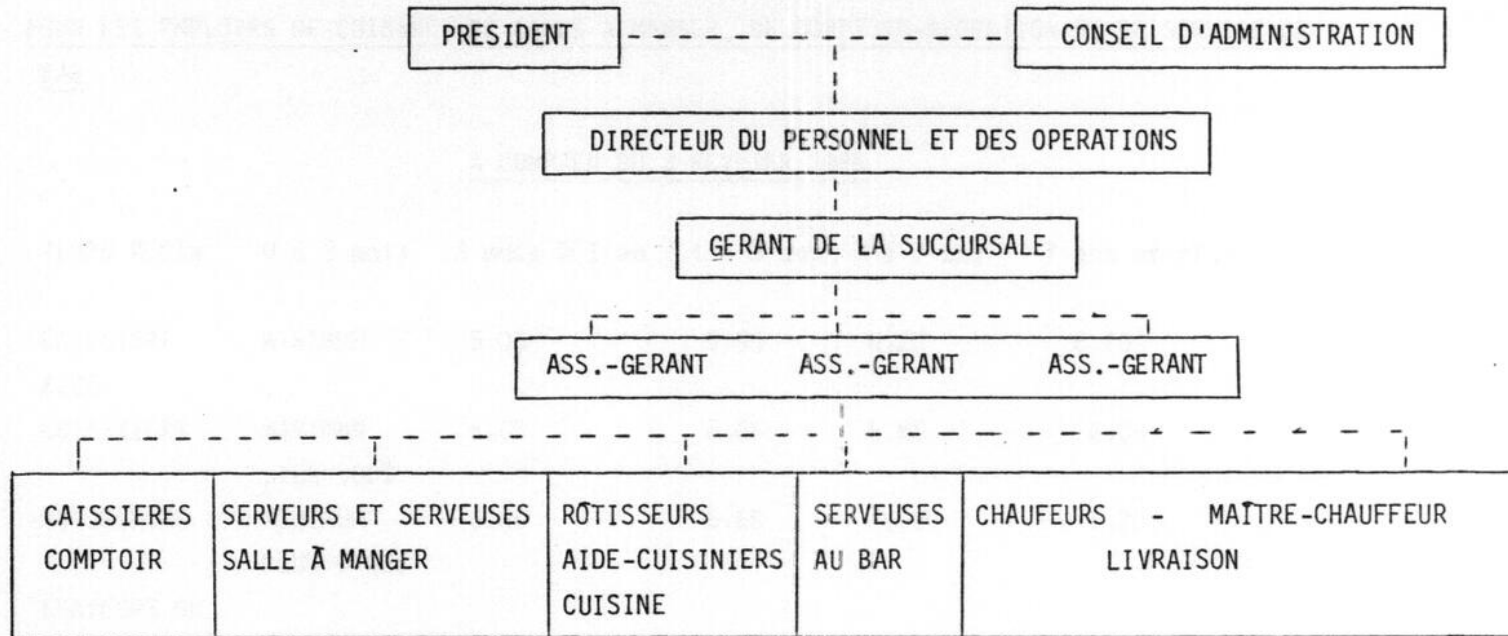 PRESIDENT CONSEIL D'ADMINISTRATION
DIRECTEUR DU PERSONNEL ET DES OPERATIONS
GERANT DE LA SUCCURSALE
ASS.-GERANT ASS.-GERANT ASS.-GERANT
CAISSIERES
COMPTOIR
SERVEURS ET SERVEUSES
SALLE À MANGER
RÔTISSEURS
AIDE-CUISINIERS
CUISINE
SERVEUSES
AU BAR
CHAUFEURS - MAÎTRE-CHAUFFEUR
LIVRAISON